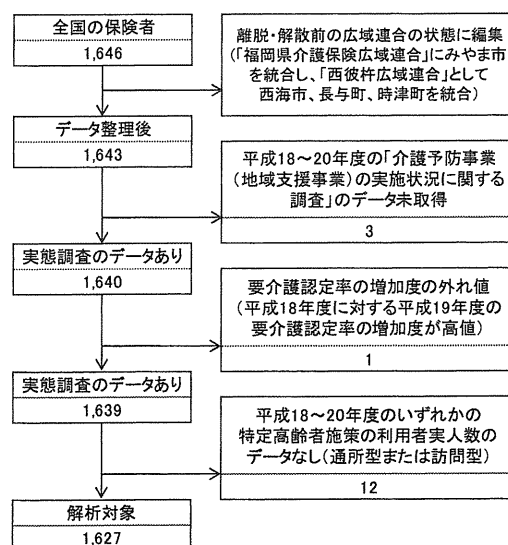 全国の保険者
1,646
離脱・解散前の広域連合の状態に編集
(「福岡県介護保険広域連合」にみやま市
を統合し、「西彼杵広域連合」として
西海市、長与町、時津町を統合)
データ整理後
1,643
平成18～20年度の「介護予防事業
(地域支援事業)の実施状況に関する
調査」のデータ未取得
3
実態調査のデータあり
1,640
要介護認定率の増加度の外れ値
(平成18年度に対する平成19年度の
要介護認定率の増加度が高値)
1
実態調査のデータあり
1,639
平成18～20年度のいずれかの
特定高齢者施策の利用者実人数の
データなし(通所型または訪問型)
12
解析対象
1,627